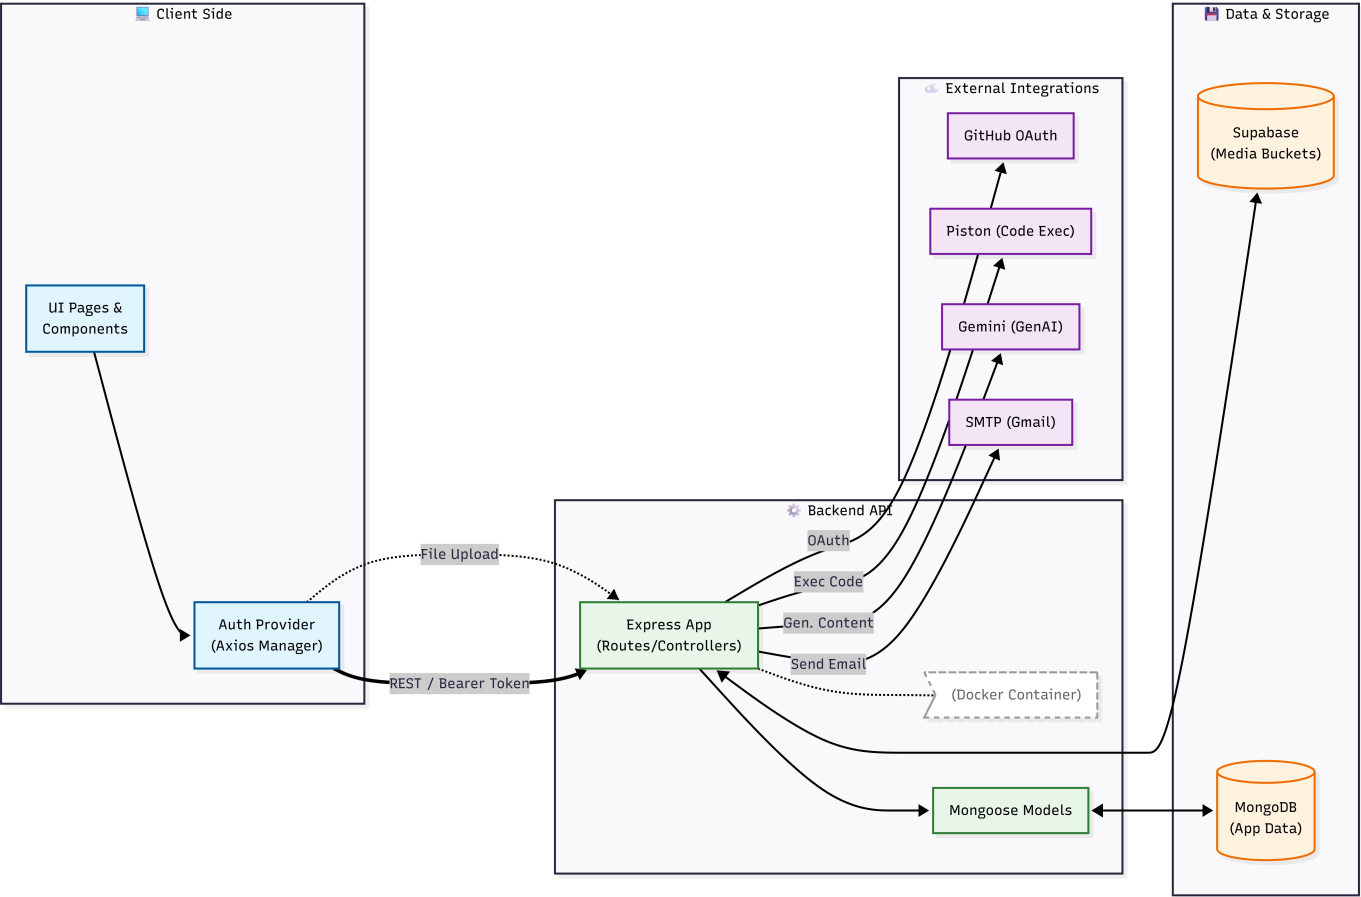 💻 Client Side
UI Pages &
Components
Auth Provider
(Axios Manager)
File Upload
REST / Bearer Token
⚙️ Backend API
Express App
(Routes/Controllers)
OAuth
Exec Code
Gen. Content
Send Email
(Docker Container)
Mongoose Models
☁️ External Integrations
GitHub OAuth
Piston (Code Exec)
Gemini (GenAI)
SMTP (Gmail)
💾 Data & Storage
Supabase
(Media Buckets)
MongoDB
(App Data)